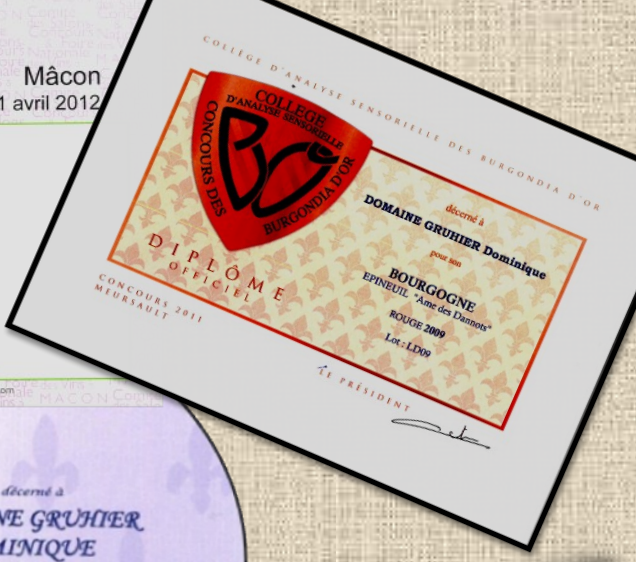 Mâcon
1 avril 2012
COLLEGE D'ANALYSE SENSORIELLE DES BURGONDIA D'OR
COLLEGE
D'ANALYSE SENSORIELLE
CONCOURS DES
BURGONDIA D'OR
décerné à
DOMAINE GRUHIER Dominique
pour son
BOURGOGNE
EPINEUIL "Ame des Dannots"
ROUGE 2009
Lot : LD09
DIPLÔME
OFFICIEL
CONCOURS 2011
MEURSAULT
LE PRÉSIDENT
MACON
décerné à
NE GRUHIER
MINIQUE